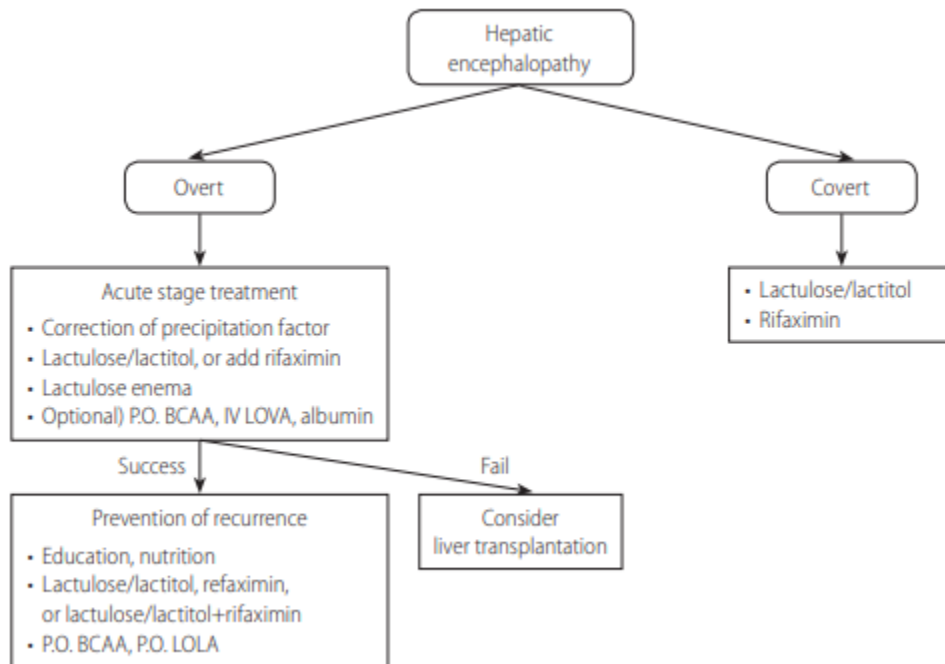 Hepatic
encephalopathy
Overt
Covert
Acute stage treatment
• Correction of precipitation factor
• Lactulose/lactitol, or add rifaximin
• Lactulose enema
• Optional) P.O. BCAA, IV LOVA, albumin
• Lactulose/lactitol
• Rifaximin
Success
Fail
Prevention of recurrence
• Education, nutrition
• Lactulose/lactitol, refaximin,
or lactulose/lactitol+rifaximin
• P.O. BCAA, P.O. LOLA
Consider
liver transplantation